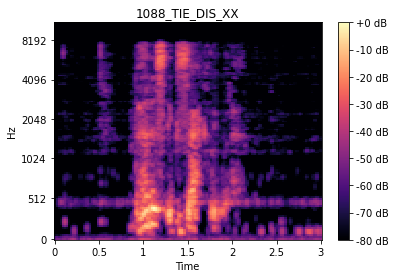 1088_TIE_DIS_XX
+0 dB
8192
-10 dB
4096
-20 dB
-30 dB
2048
Hz
-40 dB
1024
-50 dB
-60 dB
512
-70 dB
0
-80 dB
0 0.5 1 1.5 2 2.5 3
Time